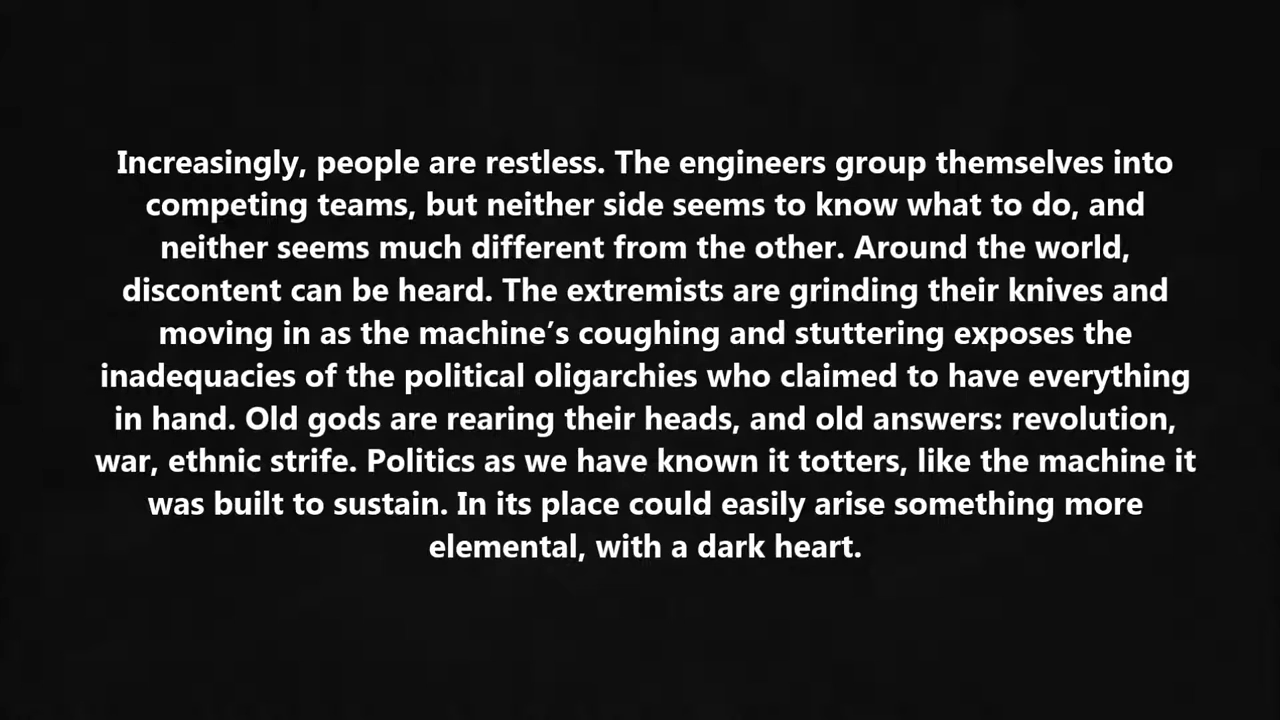 Increasingly, people are restless. The engineers group themselves into
competing teams, but neither side seems to know what to do, and
neither seems much different from the other. Around the world,
discontent can be heard. The extremists are grinding their knives and
moving in as the machine’s coughing and stuttering exposes the
inadequacies of the political oligarchies who claimed to have everything
in hand. Old gods are rearing their heads, and old answers: revolution,
war, ethnic strife. Politics as we have known it totters, like the machine it
was built to sustain. In its place could easily arise something more
elemental, with a dark heart.